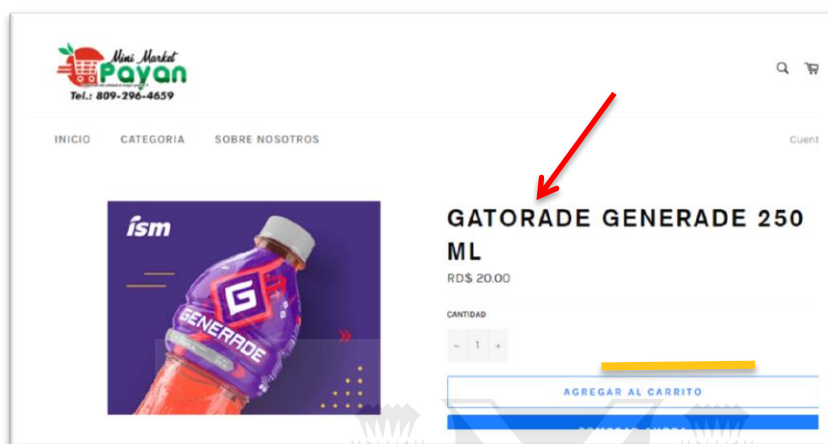 Mini Market
Payan
Tel.: 809-296-4659
INICIO CATEGORIA SOBRE NOSOTROS
Cuent
ism
G
GENERADE
GATORADE GENERADE 250
ML
RD$ 20.00
CANTIDAD
- 1 +
AGREGAR AL CARRITO